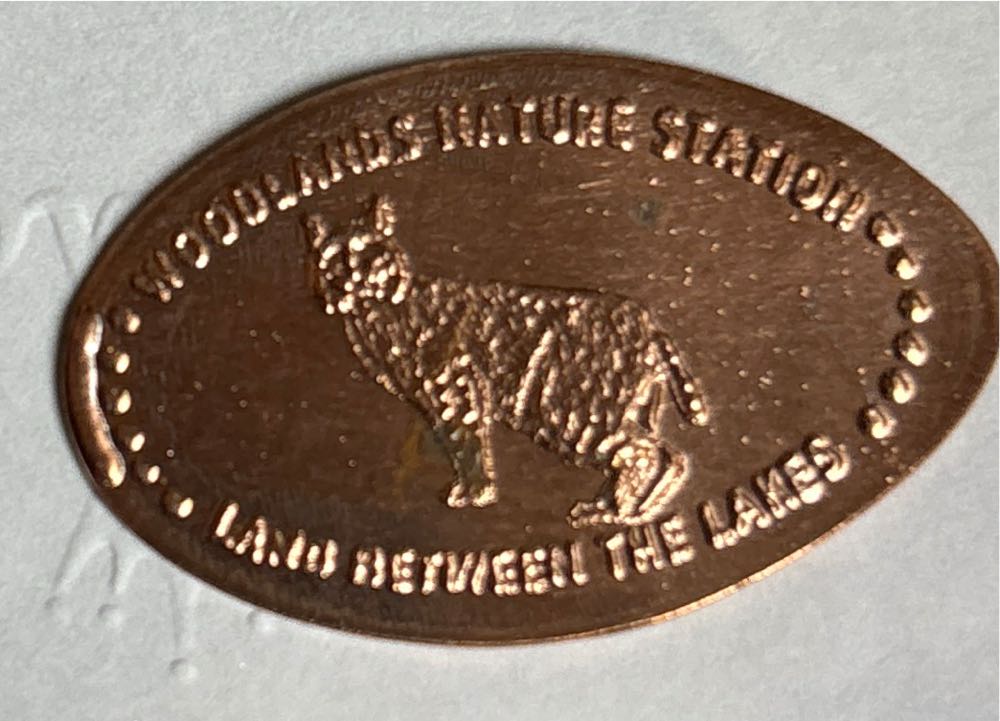 WOODLANDS NATURE STATION
LAND BETWEEN THE LAKES